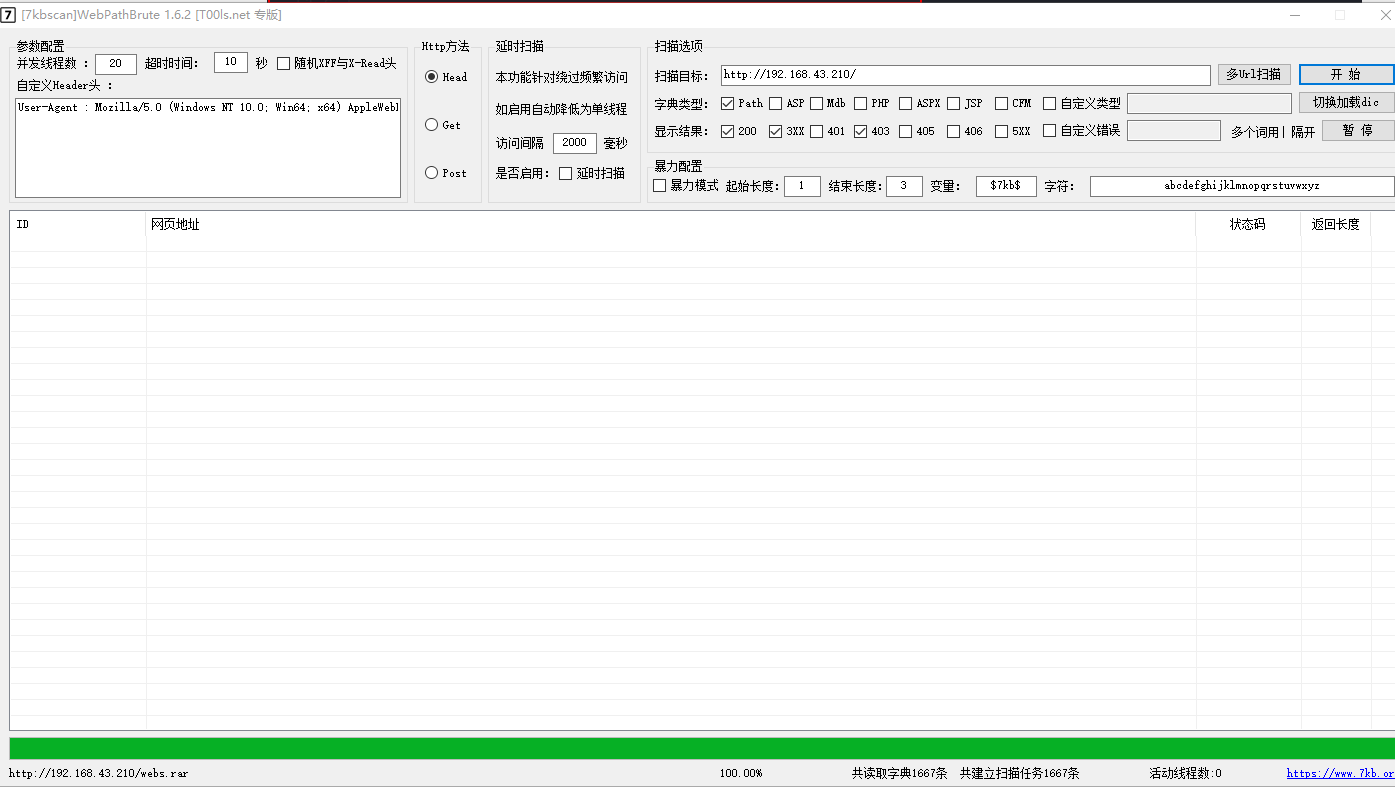 7 [7kbscan]WebPathBrute 1.6.2 [T00ls.net 专版]
参数配置
并发线程数 : 20 超时时间: 10 秒 随机XFF与X-Read头
自定义Header头 :
User-Agent : Mozilla/5.0 (Windows NT 10.0; Win64; x64) AppleWebK
Http方法
Head
Get
Post
延时扫描
本功能针对绕过频繁访问
如启用自动降低为单线程
访问间隔 2000 毫秒
是否启用: 延时扫描
扫描选项
扫描目标: http://192.168.43.210/ 多Url扫描 开 始
字典类型: Path ASP Mdb PHP ASPX JSP CFM 自定义类型 切换加载dic
显示结果: 200 3XX 401 403 405 406 5XX 自定义错误 多个词用| 隔开 暂 停
暴力配置
暴力模式 起始长度: 1 结束长度: 3 变量: $7kb$ 字符: abcdefghijklmnopqrstuvwxyz
ID 网页地址 状态码 返回长度
http://192.168.43.210/webs.rar 100.00% 共读取字典1667条 共建立扫描任务1667条 活动线程数:0 https://www.7kb.or